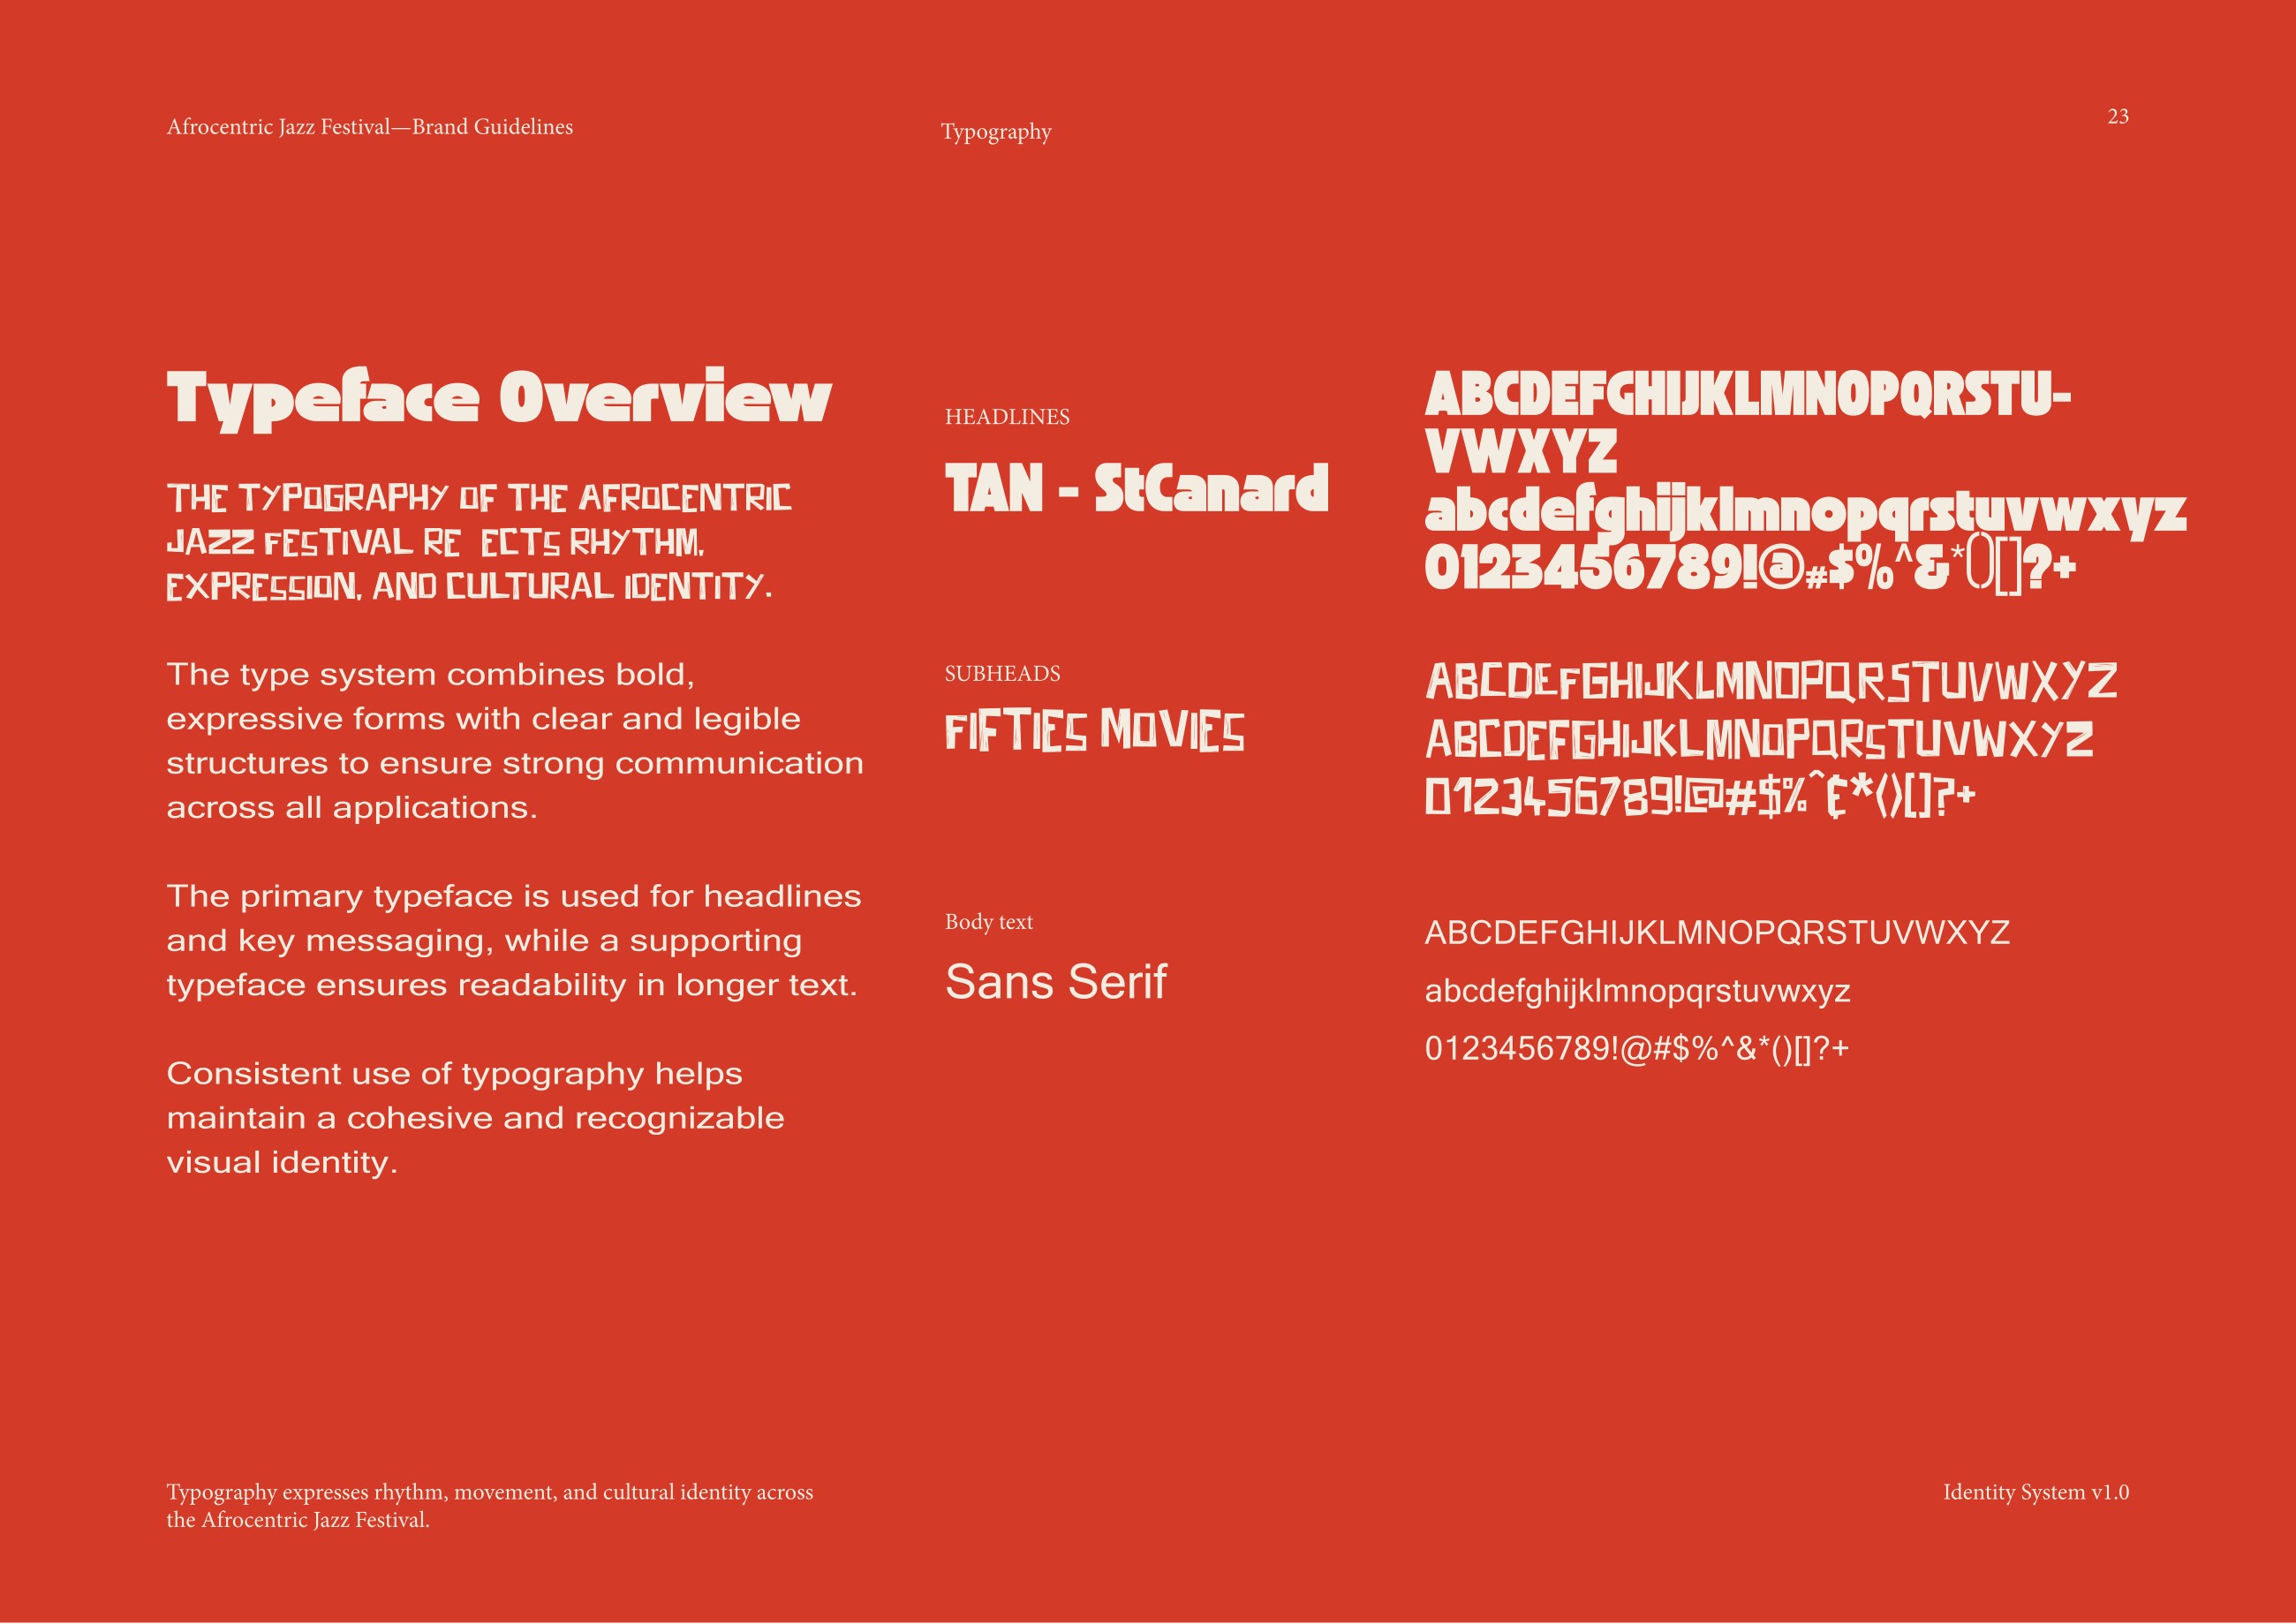 Afrocentric Jazz Festival—Brand Guidelines
Typography
23
Typeface Overview
THE TYPOGRAPHY OF THE AFROCENTRIC
JAZZ FESTIVAL RE  ECTS RHYTHM,
EXPRESSION, AND CULTURAL IDENTITY.
The type system combines bold,
expressive forms with clear and legible
structures to ensure strong communication
across all applications.
The primary typeface is used for headlines
and key messaging, while a supporting
typeface ensures readability in longer text.
Consistent use of typography helps
maintain a cohesive and recognizable
visual identity.
HEADLINES
TAN - StCanard
ABCDEFGHIJKLMNOPQRSTU-
VWXYZ
abcdefghijklmnopqrstuvwxyz
0123456789!@#$%^&*()[]?+
SUBHEADS
FIFTIES MOVIES
ABCDEFGHIJKLMNOPQRSTUVWXYZ
ABCDEFGHIJKLMNOPQRSTUVWXYZ
0123456789!@#$%^&*()[]?+
Body text
Sans Serif
ABCDEFGHIJKLMNOPQRSTUVWXYZ
abcdefghijklmnopqrstuvwxyz
0123456789!@#$%^&*()[]?+
Typography expresses rhythm, movement, and cultural identity across
the Afrocentric Jazz Festival.
Identity System v1.0